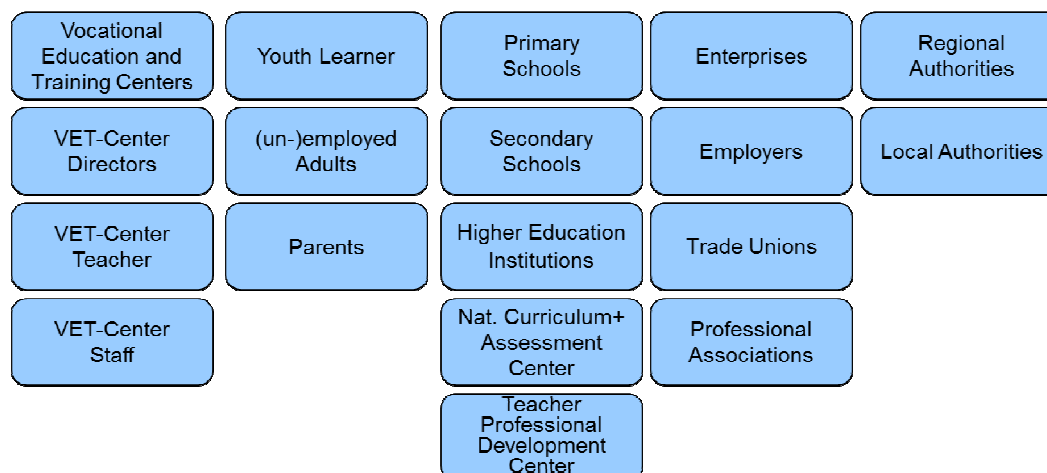 Vocational
Education and
Training Centers
Youth Learner
Primary
Schools
Enterprises
Regional
Authorities
VET-Center
Directors
(un-)employed
Adults
Secondary
Schools
Employers
Local Authorities
VET-Center
Teacher
Parents
Higher Education
Institutions
Trade Unions
VET-Center
Staff
Nat. Curriculum+
Assessment
Center
Professional
Associations
Teacher
Professional
Development
Center